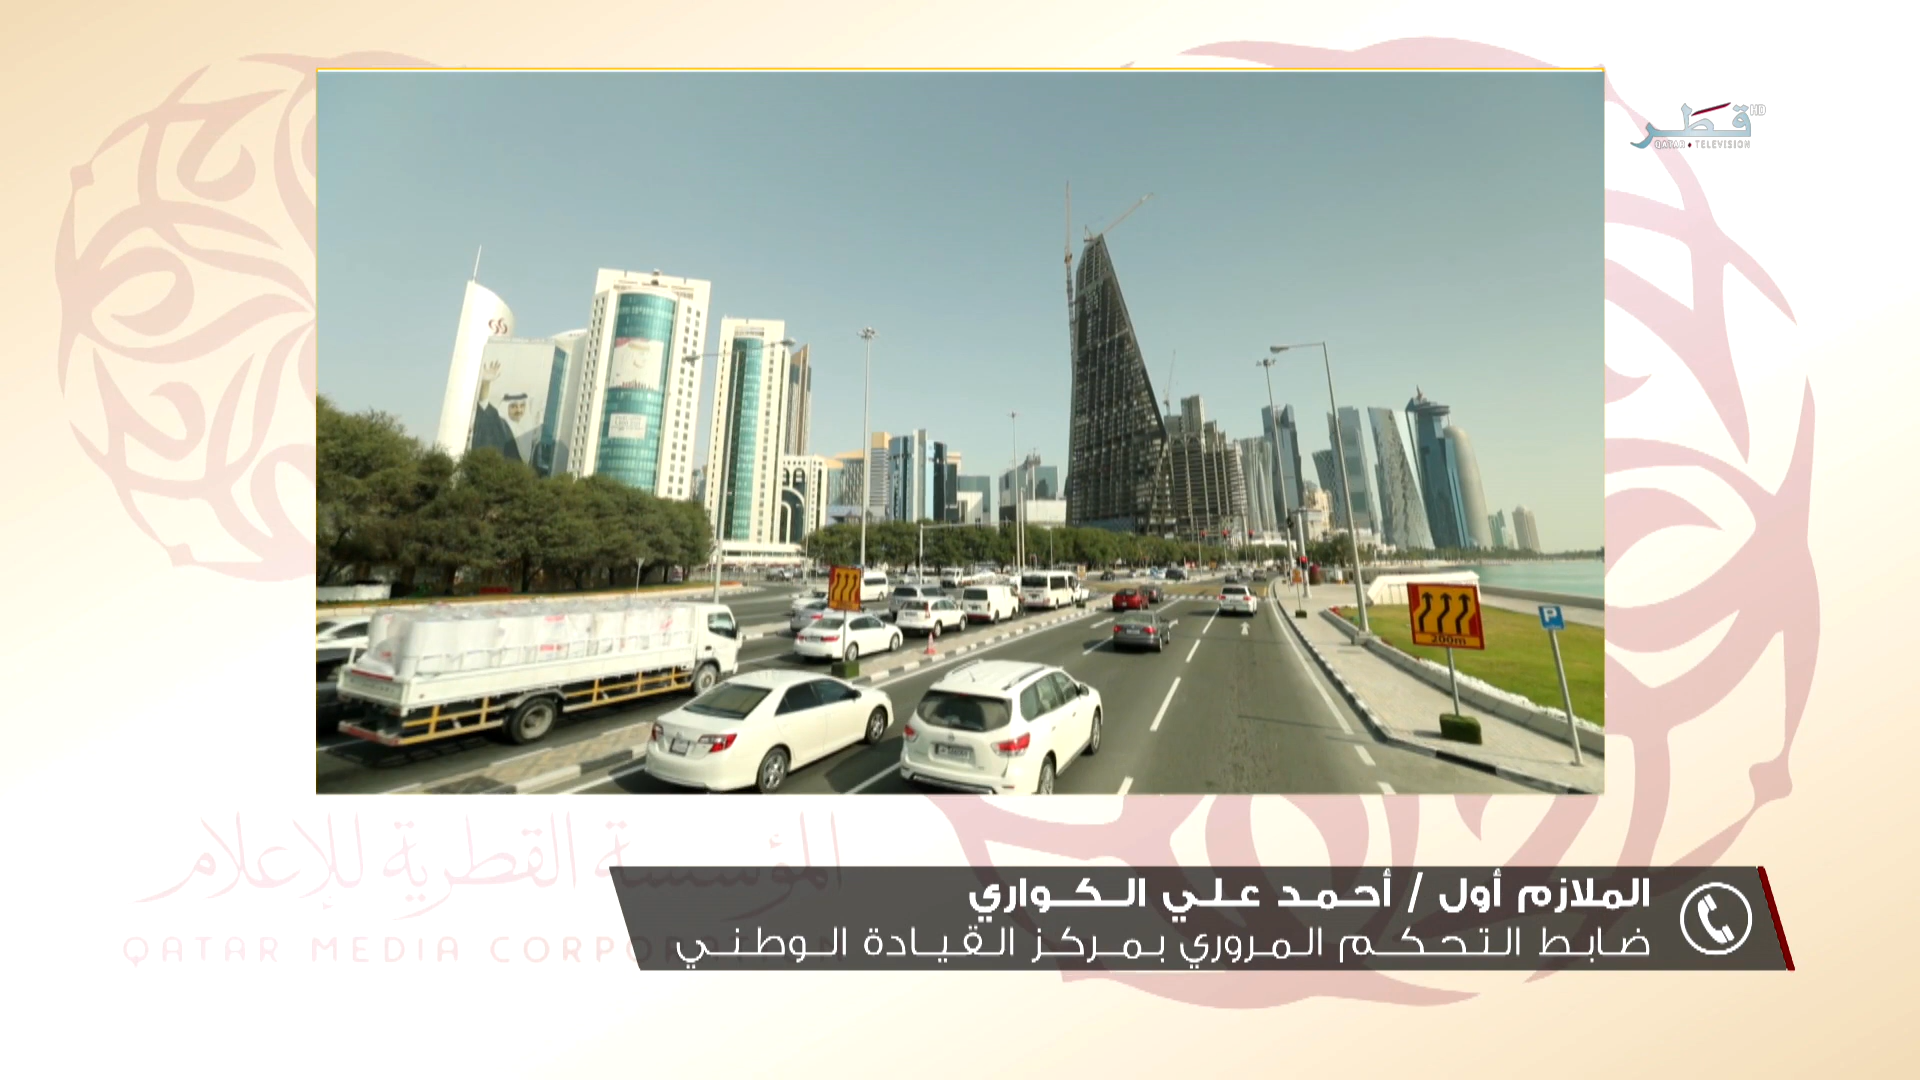 قطر HD
QATAR TELEVISION
200m
P
المؤسسة القطرية للإعلام
QATAR MEDIA CORPORATION
الملازم أول / أحمد علي الكواري
ضابط التحكم المروري بمركز القيادة الوطني